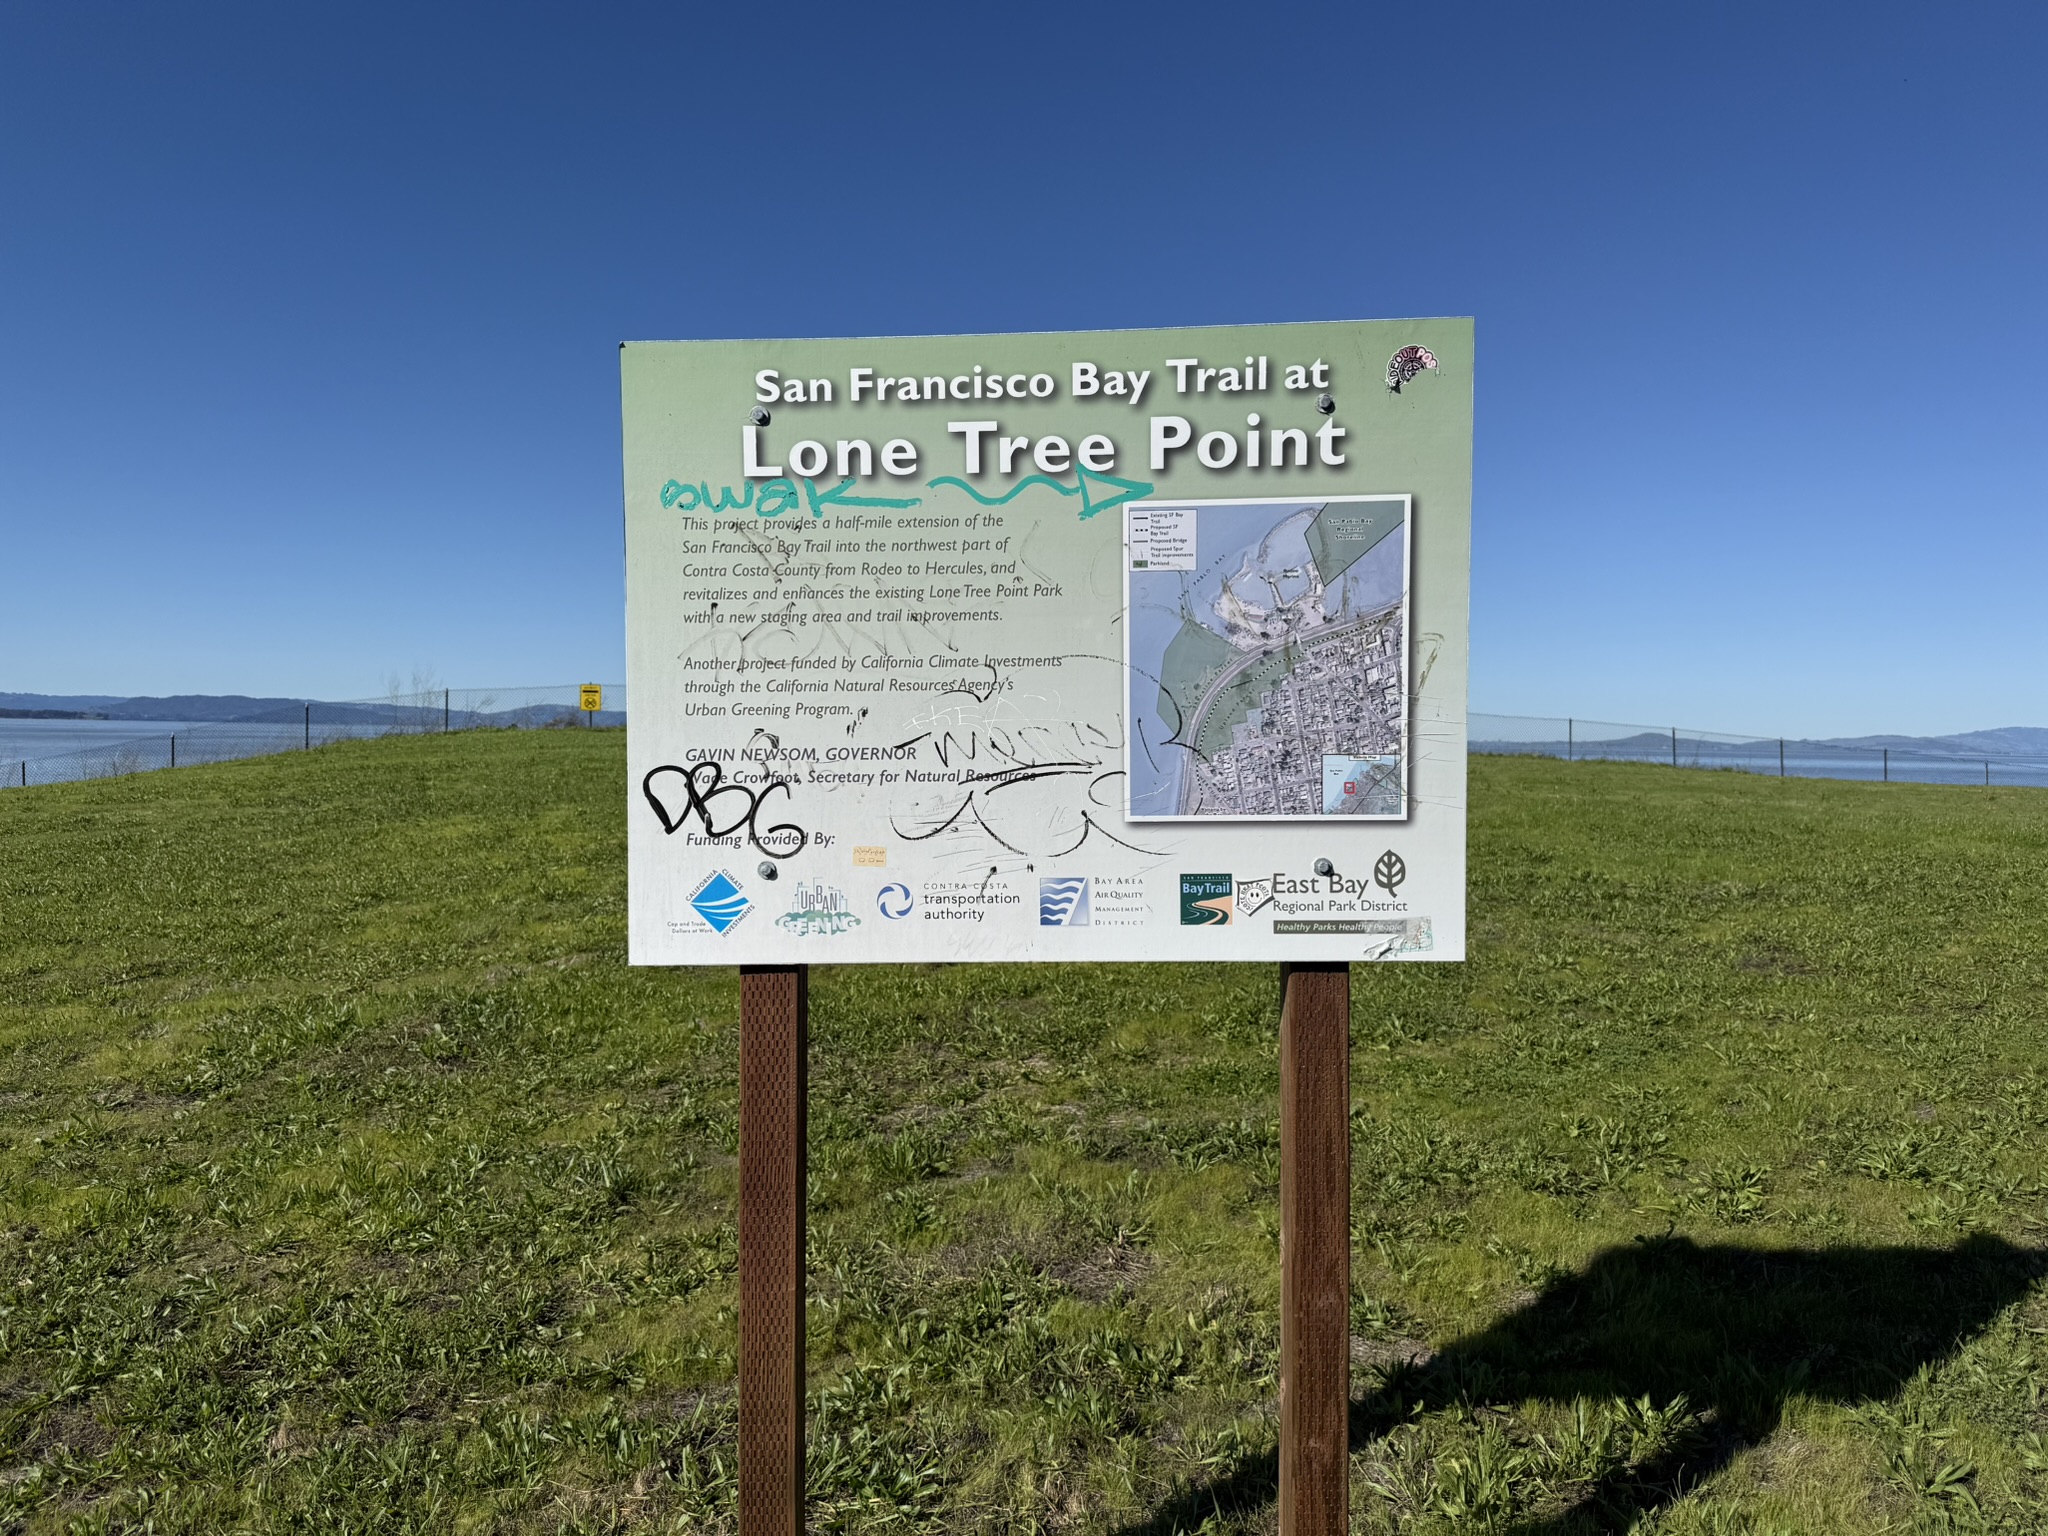 San Francisco Bay Trail at
Lone Tree Point
swak
This project provides a half-mile extension of the
San Francisco Bay Trail into the northwest part of
Contra Costa County from Rodeo to Hercules, and
revitalizes and enhances the existing Lone Tree Point Park
with a new staging area and trail improvements.
Another project funded by California Climate Investments
through the California Natural Resources Agency's
Urban Greening Program.
GAVIN NEWSOM, GOVERNOR
Wade Crowfoot, Secretary for Natural Resources
DBG
Funding Provided By:
Existing SF Bay
Trail
Proposed SF
Bay Trail
Proposed Bridge
Proposed Spur
Trail Improvements
Parkland
San Pablo Bay
Regional
Shoreline
PABLO BAY
Vicinity Map
CALIFORNIA CLIMATE INVESTMENTS
Cap and Trade
Dollars at Work
URBAN
GREENING
CONTRA COSTA
transportation
authority
BAY AREA
AIR QUALITY
MANAGEMENT
DISTRICT
SAN FRANCISCO
Bay Trail
East Bay
Regional Park District
Healthy Parks Healthy People